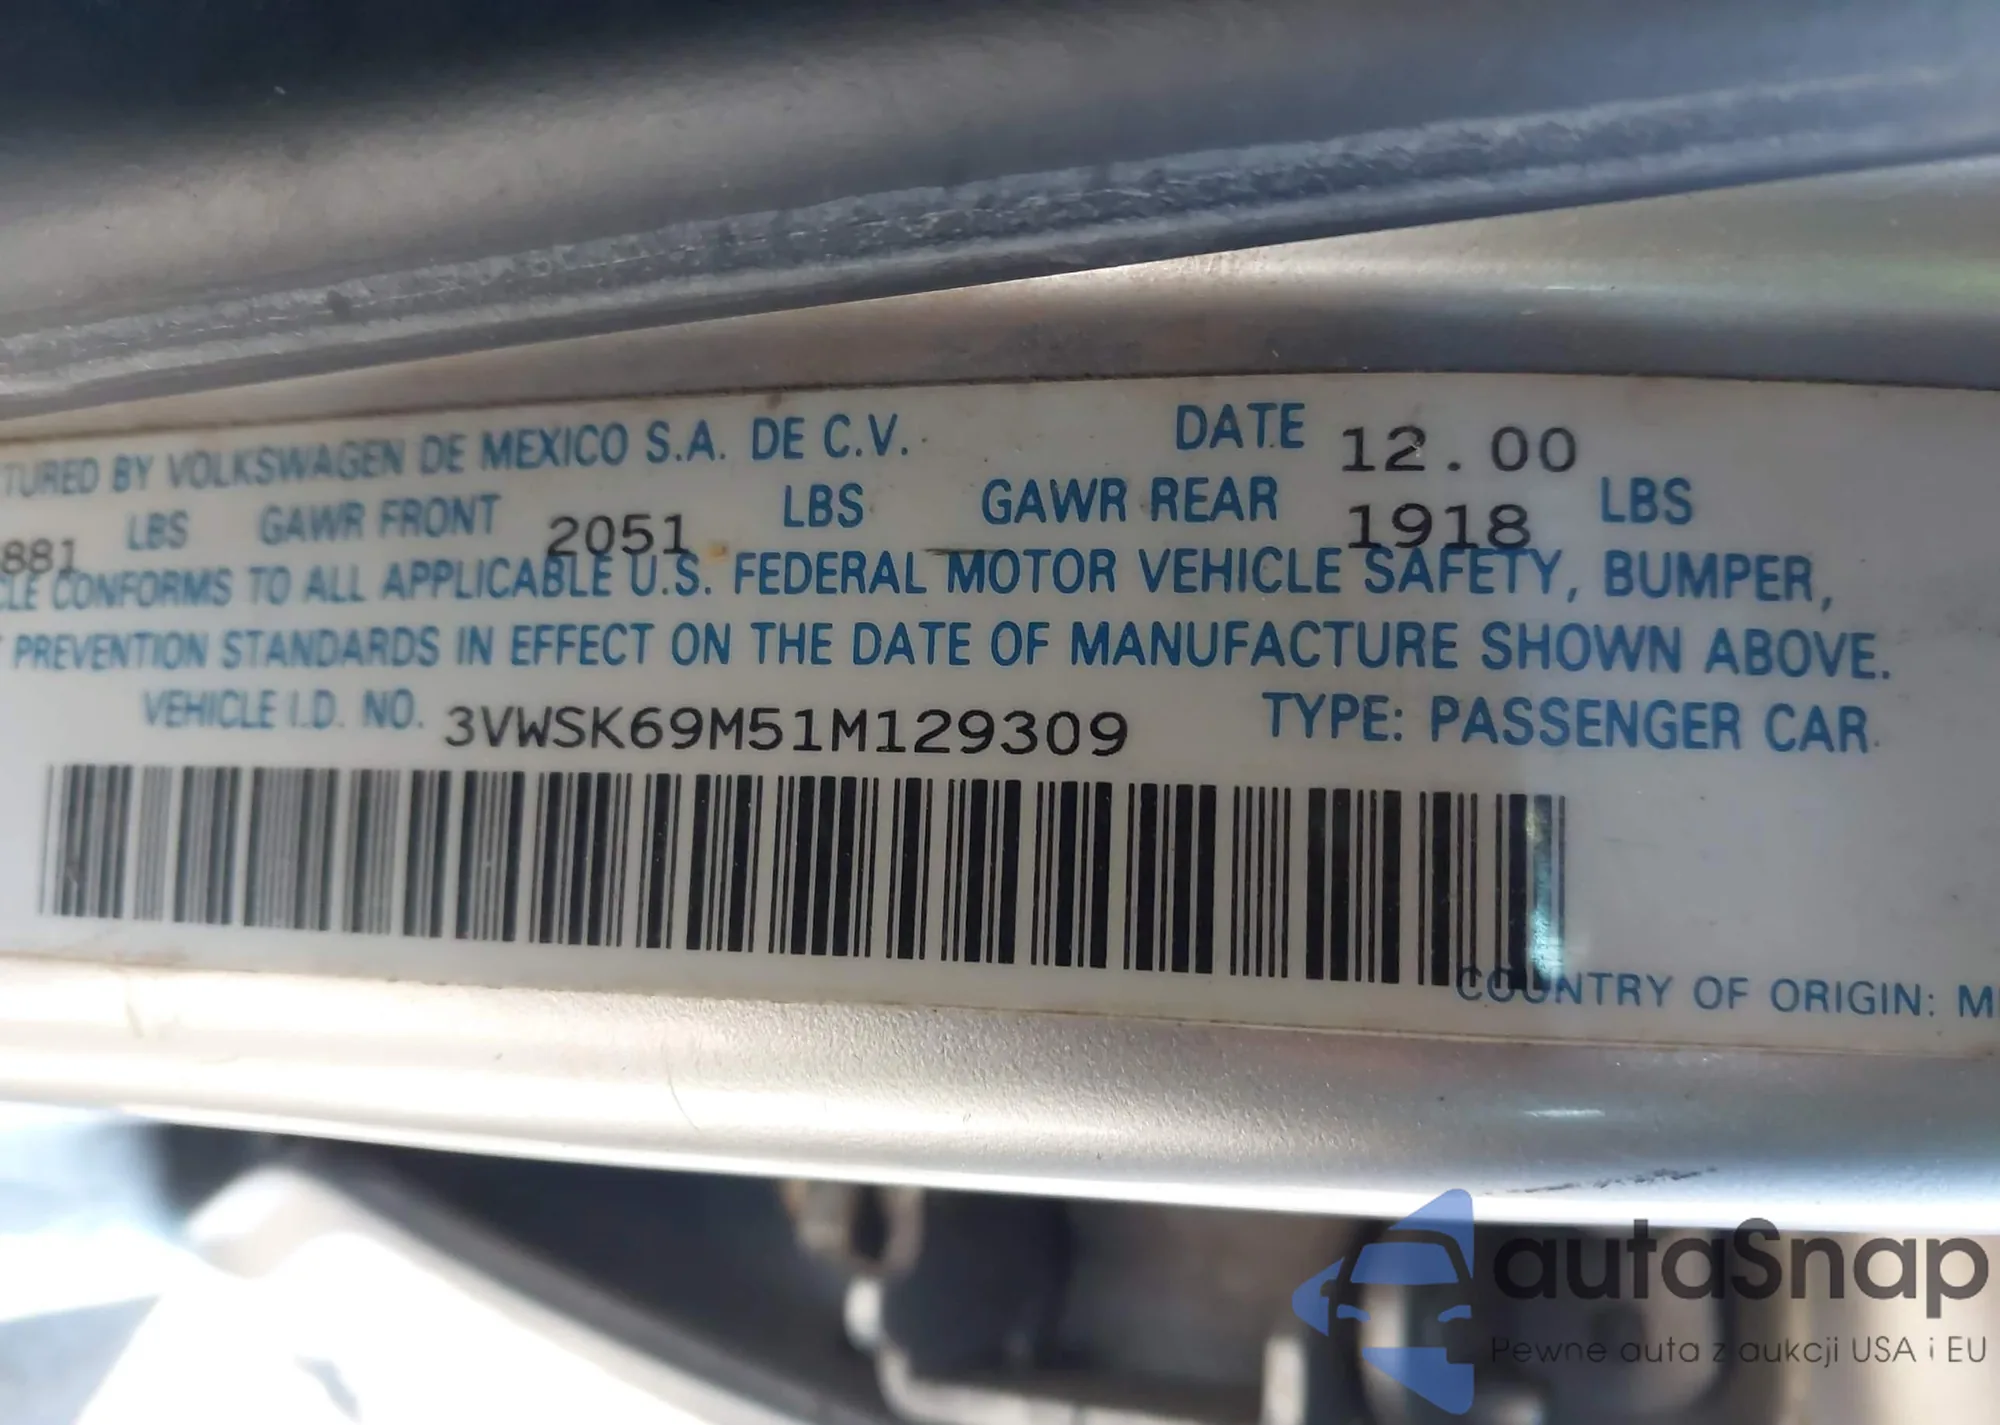 TURED BY VOLKSWAGEN DE MEXICO S.A. DE C.V. DATE 12.00
881 LBS GAWR FRONT 2051 LBS GAWR REAR 1918 LBS
CLE CONFORMS TO ALL APPLICABLE U.S. FEDERAL MOTOR VEHICLE SAFETY, BUMPER,
T PREVENTION STANDARDS IN EFFECT ON THE DATE OF MANUFACTURE SHOWN ABOVE.
VEHICLE I.D. NO. 3VWSK69M51M129309 TYPE: PASSENGER CAR.
COUNTRY OF ORIGIN: M
autaSnap
Pewne auta z aukcji USA i EU